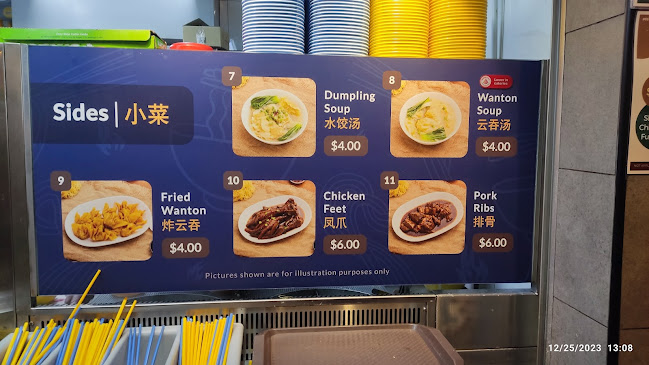 Sides | 小菜
7
Dumpling
Soup
水饺汤
$4.00
8
Wanton
Soup
云吞汤
$4.00
9
Fried
Wanton
炸云吞
$4.00
10
Chicken
Feet
凤爪
$6.00
11
Pork
Ribs
排骨
$6.00
Pictures shown are for illustration purposes only
12/25/2023 13:08